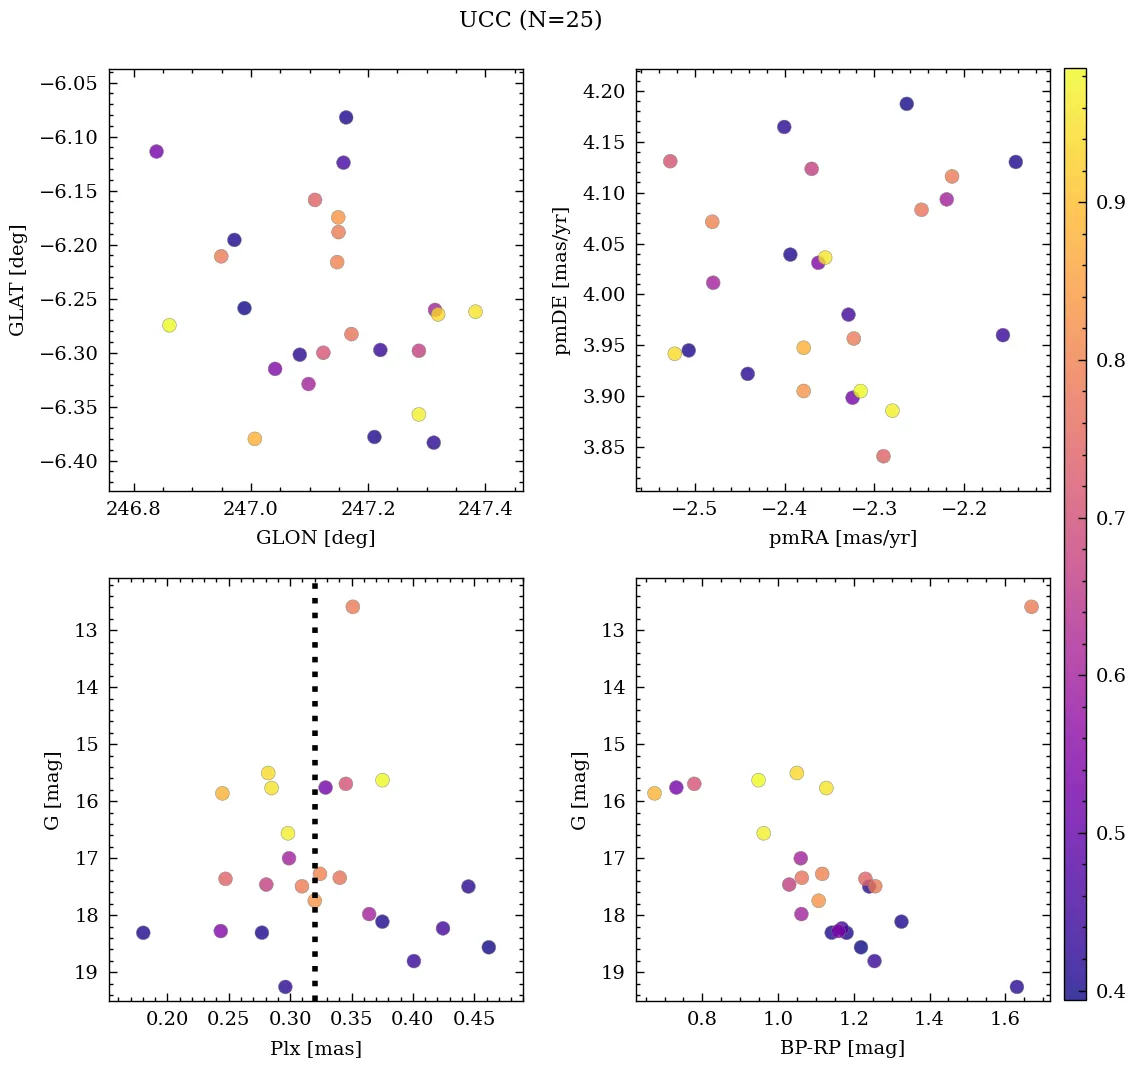 UCC (N=25)
−6.05
−6.10
−6.15
−6.20
−6.25
−6.30
−6.35
−6.40
GLAT [deg]
246.8 247.0 247.2 247.4
GLON [deg]
4.20
4.15
4.10
4.05
4.00
3.95
3.90
3.85
pmDE [mas/yr]
−2.5 −2.4 −2.3 −2.2
pmRA [mas/yr]
13
14
15
16
17
18
19
G [mag]
0.20 0.25 0.30 0.35 0.40 0.45
Plx [mas]
13
14
15
16
17
18
19
G [mag]
0.8 1.0 1.2 1.4 1.6
BP-RP [mag]
0.9
0.8
0.7
0.6
0.5
0.4